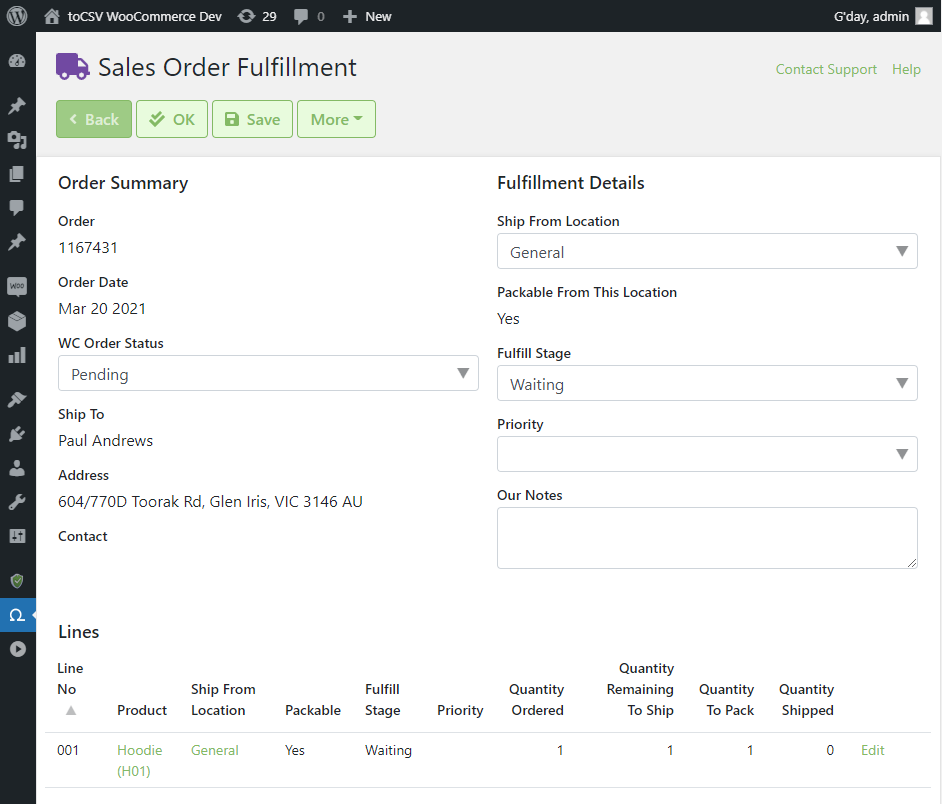 toCSV WooCommerce Dev 29 0 New G'day, admin
Sales Order Fulfillment
Contact Support Help
Back OK Save More
Order Summary
Order
1167431
Order Date
Mar 20 2021
WC Order Status
Pending
Ship To
Paul Andrews
Address
604/770D Toorak Rd, Glen Iris, VIC 3146 AU
Contact
Fulfillment Details
Ship From Location
General
Packable From This Location
Yes
Fulfill Stage
Waiting
Priority
Our Notes
Lines
Line
No
Product
Ship From
Location
Packable
Fulfill
Stage
Priority
Quantity
Ordered
Quantity
Remaining
To Ship
Quantity
To Pack
Quantity
Shipped
001 Hoodie General Yes Waiting 1 1 1 0 Edit
(H01)
WOO